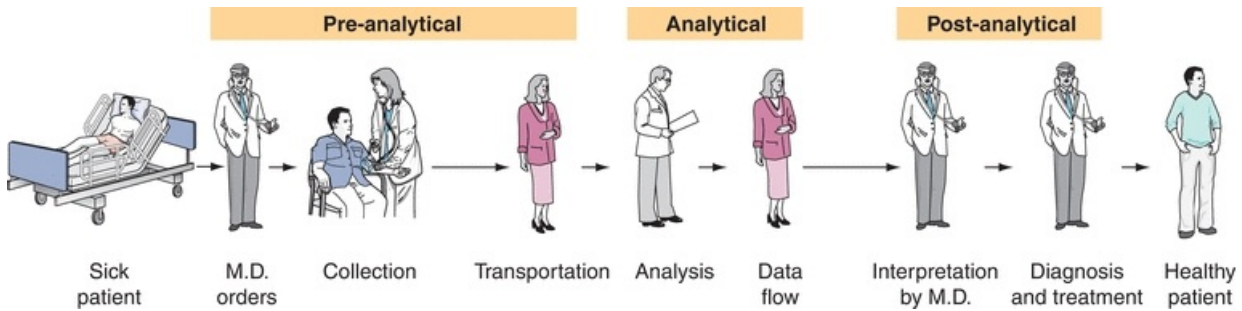 Pre-analytical
Analytical
Post-analytical
Sick
patient
M.D.
orders
Collection
Transportation
Analysis
Data
flow
Interpretation
by M.D.
Diagnosis
and treatment
Healthy
patient